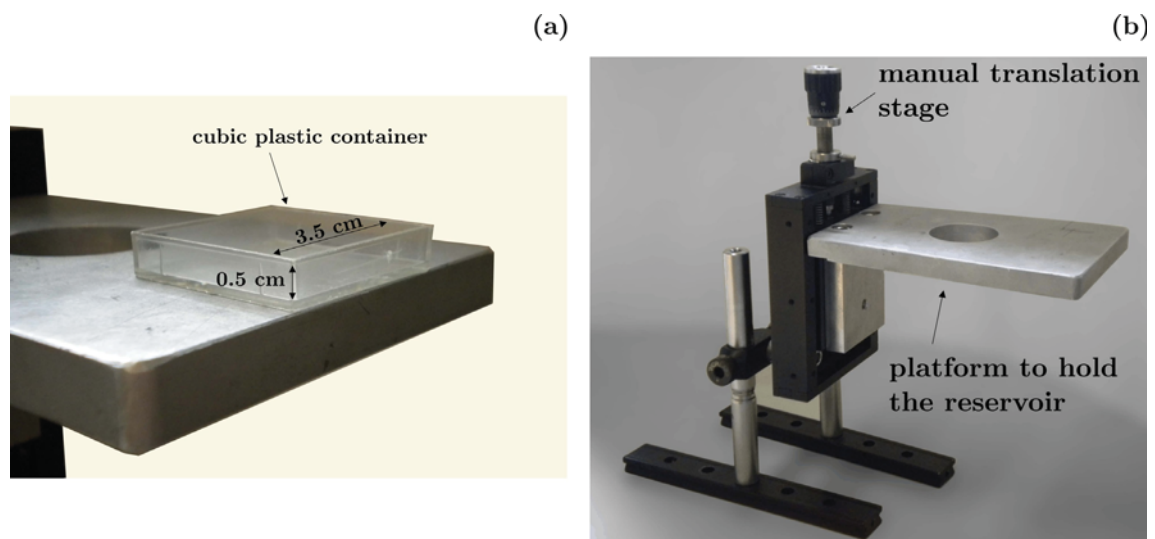 (a)
cubic plastic container
3.5 cm
0.5 cm
(b)
manual translation
stage
platform to hold
the reservoir